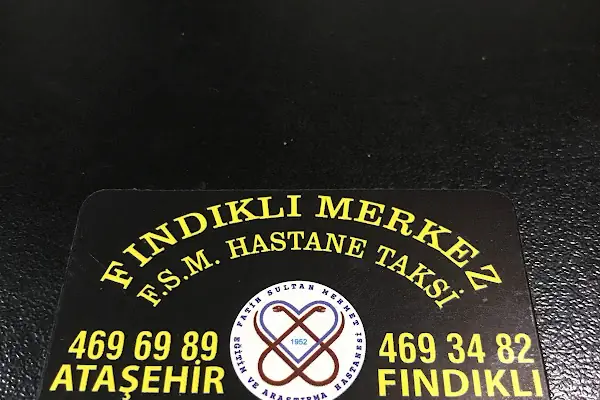 FINDIKLI MERKEZ
F.S.M. HASTANE TAKSİ
FATİH SULTAN MEHMET
EĞİTİM VE ARAŞTIRMA HASTANESİ
1952
469 69 89
ATAŞEHİR
469 34 82
FINDIKLI